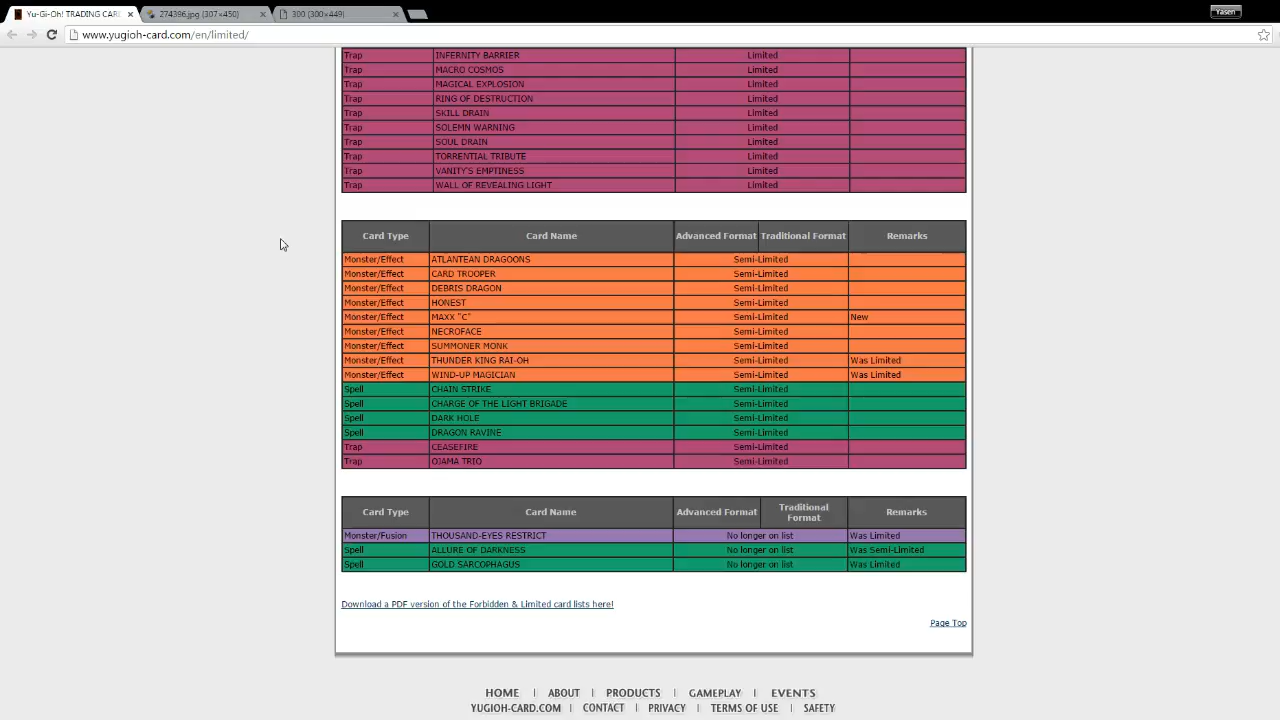 Yu-Gi-Oh! TRADING CAR
274396.jpg (307×450)
300 (300×449)
Yasen
www.yugioh-card.com/en/limited/
Trap INFERNITY BARRIER Limited
Trap MACRO COSMOS Limited
Trap MAGICAL EXPLOSION Limited
Trap RING OF DESTRUCTION Limited
Trap SKILL DRAIN Limited
Trap SOLEMN WARNING Limited
Trap SOUL DRAIN Limited
Trap TORRENTIAL TRIBUTE Limited
Trap VANITY'S EMPTINESS Limited
Trap WALL OF REVEALING LIGHT Limited
Card Type Card Name Advanced Format Traditional Format Remarks
Monster/Effect ATLANTEAN DRAGOONS Semi-Limited
Monster/Effect CARD TROOPER Semi-Limited
Monster/Effect DEBRIS DRAGON Semi-Limited
Monster/Effect HONEST Semi-Limited
Monster/Effect MAXX "C" Semi-Limited New
Monster/Effect NECROFACE Semi-Limited
Monster/Effect SUMMONER MONK Semi-Limited
Monster/Effect THUNDER KING RAI-OH Semi-Limited Was Limited
Monster/Effect WIND-UP MAGICIAN Semi-Limited Was Limited
Spell CHAIN STRIKE Semi-Limited
Spell CHARGE OF THE LIGHT BRIGADE Semi-Limited
Spell DARK HOLE Semi-Limited
Spell DRAGON RAVINE Semi-Limited
Trap CEASEFIRE Semi-Limited
Trap OJAMA TRIO Semi-Limited
Card Type Card Name Advanced Format Traditional Format Remarks
Monster/Fusion THOUSAND-EYES RESTRICT No longer on list Was Limited
Spell ALLURE OF DARKNESS No longer on list Was Semi-Limited
Spell GOLD SARCOPHAGUS No longer on list Was Limited
Download a PDF version of the Forbidden & Limited card lists here!
Page Top
HOME | ABOUT | PRODUCTS | GAMEPLAY | EVENTS
YUGIOH-CARD.COM | CONTACT | PRIVACY | TERMS OF USE | SAFETY